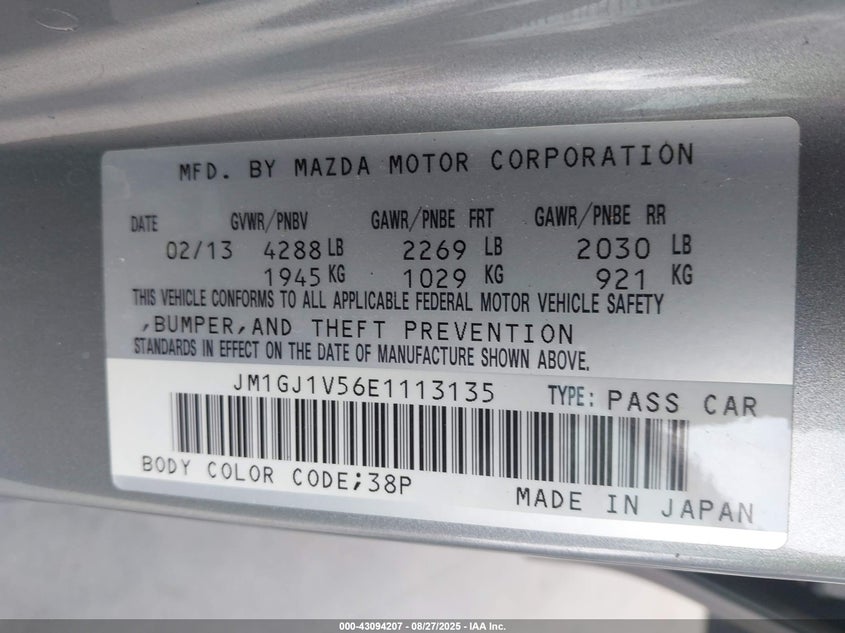 MFD. BY MAZDA MOTOR CORPORATION
DATE GVWR/PNBV GAWR/PNBE FRT GAWR/PNBE RR
02/13 4288 LB 2269 LB 2030 LB
1945 KG 1029 KG 921 KG
THIS VEHICLE CONFORMS TO ALL APPLICABLE FEDERAL MOTOR VEHICLE SAFETY
,BUMPER,AND THEFT PREVENTION
STANDARDS IN EFFECT ON THE DATE OF MANUFACTURE SHOWN ABOVE.
JM1GJ1V56E1113135 TYPE: PASS CAR
BODY COLOR CODE;38P
MADE IN JAPAN
000-43094207 - 08/27/2025 - IAA Inc.